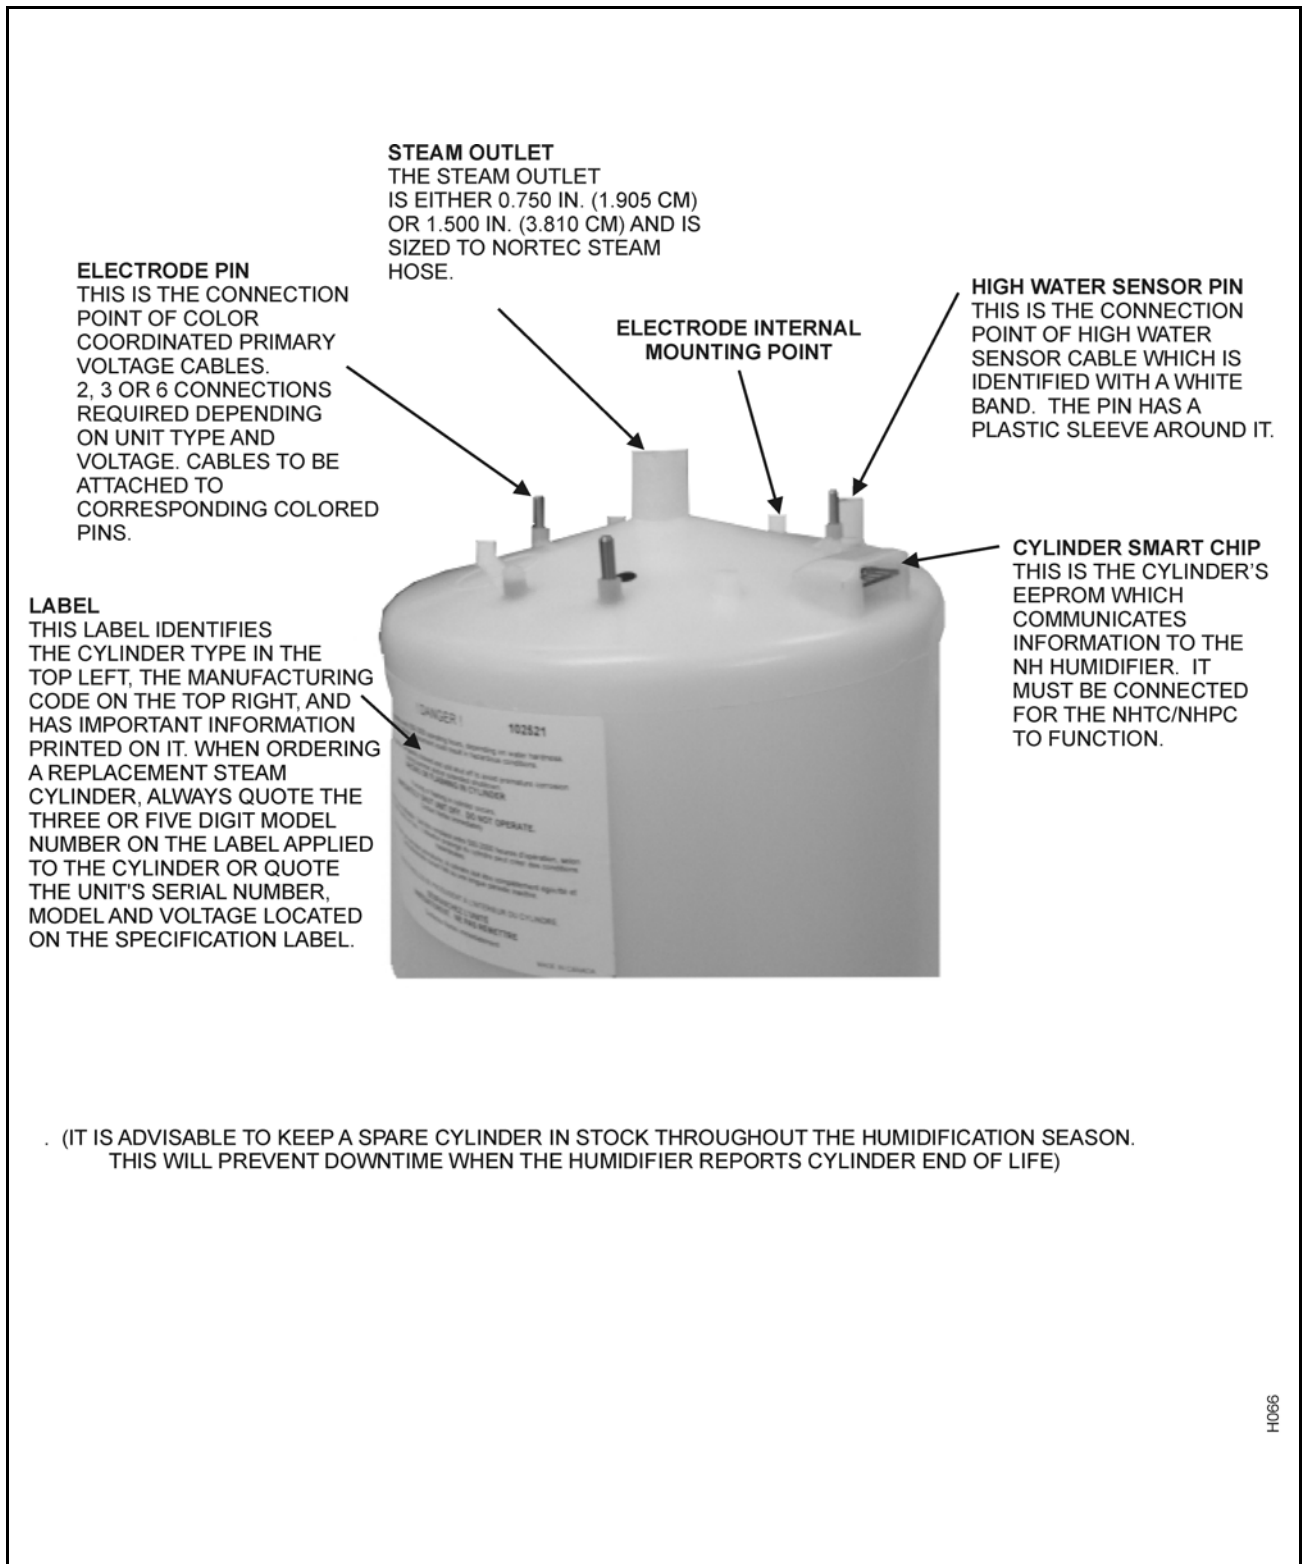 STEAM OUTLET
THE STEAM OUTLET
IS EITHER 0.750 IN. (1.905 CM)
OR 1.500 IN. (3.810 CM) AND IS
SIZED TO NORTEC STEAM
HOSE.
ELECTRODE PIN
THIS IS THE CONNECTION
POINT OF COLOR
COORDINATED PRIMARY
VOLTAGE CABLES.
2, 3 OR 6 CONNECTIONS
REQUIRED DEPENDING
ON UNIT TYPE AND
VOLTAGE. CABLES TO BE
ATTACHED TO
CORRESPONDING COLORED
PINS.
ELECTRODE INTERNAL
MOUNTING POINT
HIGH WATER SENSOR PIN
THIS IS THE CONNECTION
POINT OF HIGH WATER
SENSOR CABLE WHICH IS
IDENTIFIED WITH A WHITE
BAND. THE PIN HAS A
PLASTIC SLEEVE AROUND IT.
CYLINDER SMART CHIP
THIS IS THE CYLINDER'S
EEPROM WHICH
COMMUNICATES
INFORMATION TO THE
NH HUMIDIFIER. IT
MUST BE CONNECTED
FOR THE NHTC/NHPC
TO FUNCTION.
LABEL
THIS LABEL IDENTIFIES
THE CYLINDER TYPE IN THE
TOP LEFT, THE MANUFACTURING
CODE ON THE TOP RIGHT, AND
HAS IMPORTANT INFORMATION
PRINTED ON IT. WHEN ORDERING
A REPLACEMENT STEAM
CYLINDER, ALWAYS QUOTE THE
THREE OR FIVE DIGIT MODEL
NUMBER ON THE LABEL APPLIED
TO THE CYLINDER OR QUOTE
THE UNIT'S SERIAL NUMBER,
MODEL AND VOLTAGE LOCATED
ON THE SPECIFICATION LABEL.
! DANGER !
102521
DO NOT OPERATE.
MADE IN CANADA
. (IT IS ADVISABLE TO KEEP A SPARE CYLINDER IN STOCK THROUGHOUT THE HUMIDIFICATION SEASON.
THIS WILL PREVENT DOWNTIME WHEN THE HUMIDIFIER REPORTS CYLINDER END OF LIFE)
H066